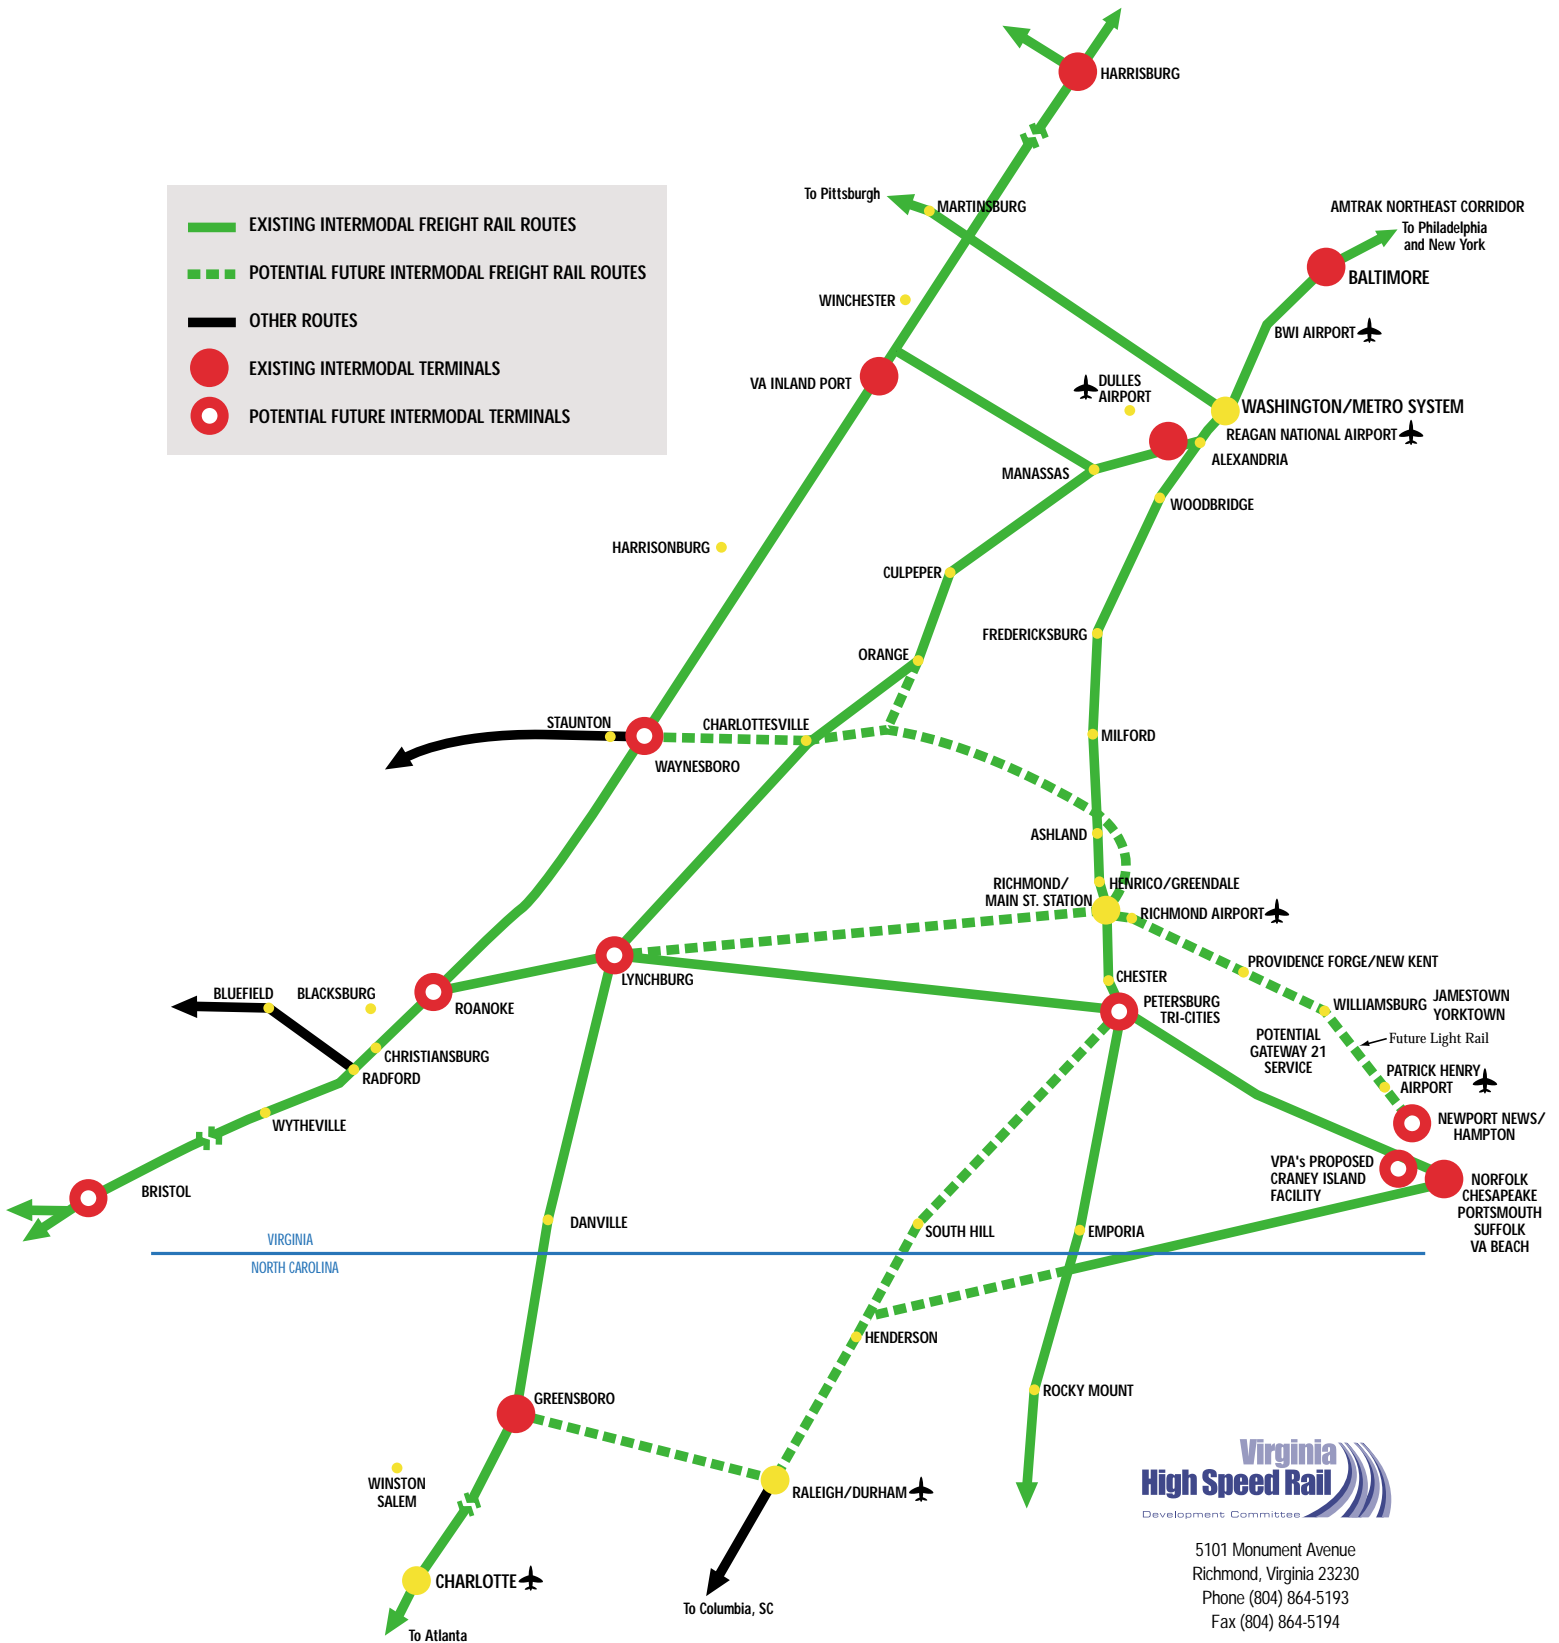 HARRISBURG
To Pittsburgh
MARTINSBURG
AMTRAK NORTHEAST CORRIDOR
To Philadelphia
and New York
EXISTING INTERMODAL FREIGHT RAIL ROUTES
POTENTIAL FUTURE INTERMODAL FREIGHT RAIL ROUTES
OTHER ROUTES
EXISTING INTERMODAL TERMINALS
POTENTIAL FUTURE INTERMODAL TERMINALS
BALTIMORE
WINCHESTER
BWI AIRPORT
VA INLAND PORT
DULLES
AIRPORT
WASHINGTON/METRO SYSTEM
REAGAN NATIONAL AIRPORT
ALEXANDRIA
MANASSAS
WOODBRIDGE
HARRISONBURG
CULPEPER
FREDERICKSBURG
ORANGE
STAUNTON
CHARLOTTESVILLE
MILFORD
WAYNESBORO
ASHLAND
RICHMOND/
MAIN ST. STATION
HENRICO/GREENDALE
RICHMOND AIRPORT
PROVIDENCE FORGE/NEW KENT
LYNCHBURG
CHESTER
BLUEFIELD
BLACKSBURG
ROANOKE
PETERSBURG
TRI-CITIES
WILLIAMSBURG
JAMESTOWN
YORKTOWN
POTENTIAL
GATEWAY 21
SERVICE
Future Light Rail
CHRISTIANSBURG
RADFORD
PATRICK HENRY
AIRPORT
WYTHEVILLE
NEWPORT NEWS/
HAMPTON
BRISTOL
VPA's PROPOSED
CRANEY ISLAND
FACILITY
NORFOLK
CHESAPEAKE
PORTSMOUTH
SUFFOLK
VA BEACH
DANVILLE
SOUTH HILL
EMPORIA
VIRGINIA
NORTH CAROLINA
HENDERSON
ROCKY MOUNT
GREENSBORO
WINSTON
SALEM
RALEIGH/DURHAM
CHARLOTTE
To Columbia, SC
To Atlanta
Virginia
High Speed Rail
Development Committee
5101 Monument Avenue
Richmond, Virginia 23230
Phone (804) 864-5193
Fax (804) 864-5194